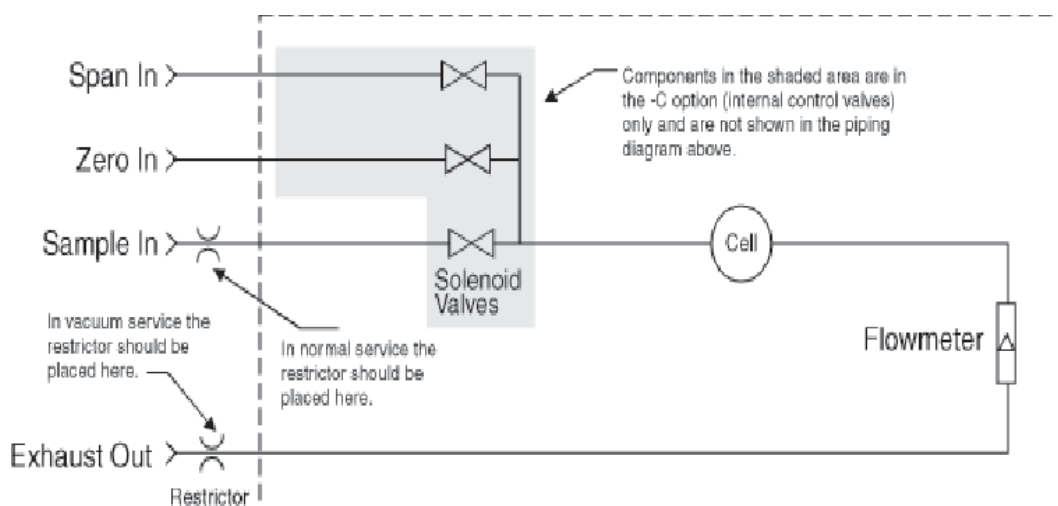 Span In
Components in the shaded area are in
the -C option (internal control valves)
only and are not shown in the piping
diagram above.
Zero In
Sample In
Cell
Solenoid
Valves
In vacuum service the
restrictor should be
placed here.
In normal service the
restrictor should be
placed here.
Flowmeter
Exhaust Out
Restrictor